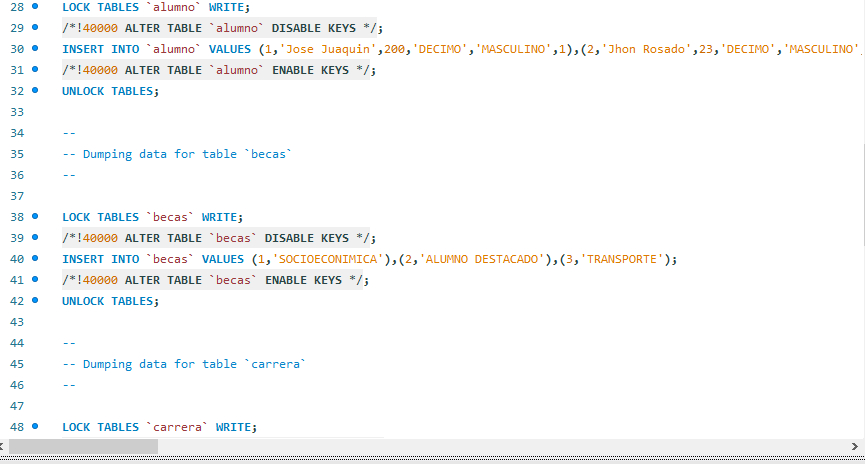 28 LOCK TABLES `alumno` WRITE;
29 /*!40000 ALTER TABLE `alumno` DISABLE KEYS */;
30 INSERT INTO `alumno` VALUES (1,'Jose Juaquin',200,'DECIMO','MASCULINO',1),(2,'Jhon Rosado',23,'DECIMO','MASCULINO',
31 /*!40000 ALTER TABLE `alumno` ENABLE KEYS */;
32 UNLOCK TABLES;
33
34 --
35 -- Dumping data for table `becas`
36 --
37
38 LOCK TABLES `becas` WRITE;
39 /*!40000 ALTER TABLE `becas` DISABLE KEYS */;
40 INSERT INTO `becas` VALUES (1,'SOCIOECONIMICA'),(2,'ALUMNO DESTACADO'),(3,'TRANSPORTE');
41 /*!40000 ALTER TABLE `becas` ENABLE KEYS */;
42 UNLOCK TABLES;
43
44 --
45 -- Dumping data for table `carrera`
46 --
47
48 LOCK TABLES `carrera` WRITE;